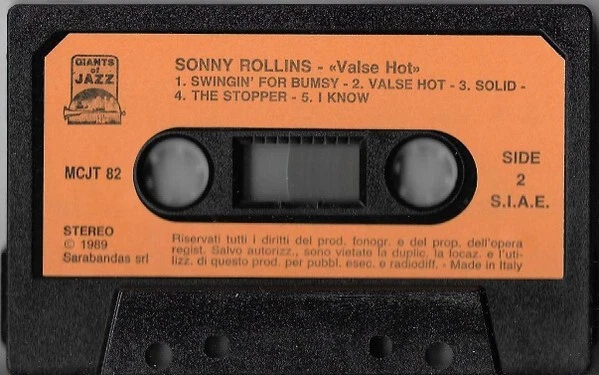 GIANTS
of
JAZZ
SONNY ROLLINS - «Valse Hot»
1. SWINGIN' FOR BUMSY - 2. VALSE HOT - 3. SOLID -
4. THE STOPPER - 5. I KNOW
MCJT 82
SIDE
2
S.I.A.E.
STEREO
© 1989
Sarabandas srl
Riservati tutti i diritti del prod. fonogr. e del prop. dell'opera
regist. Salvo autorizz., sono vietate la duplic. la locaz. e l'uti-
lizz. di questo prod. per pubbl. esec. e radiodiff. - Made in Italy